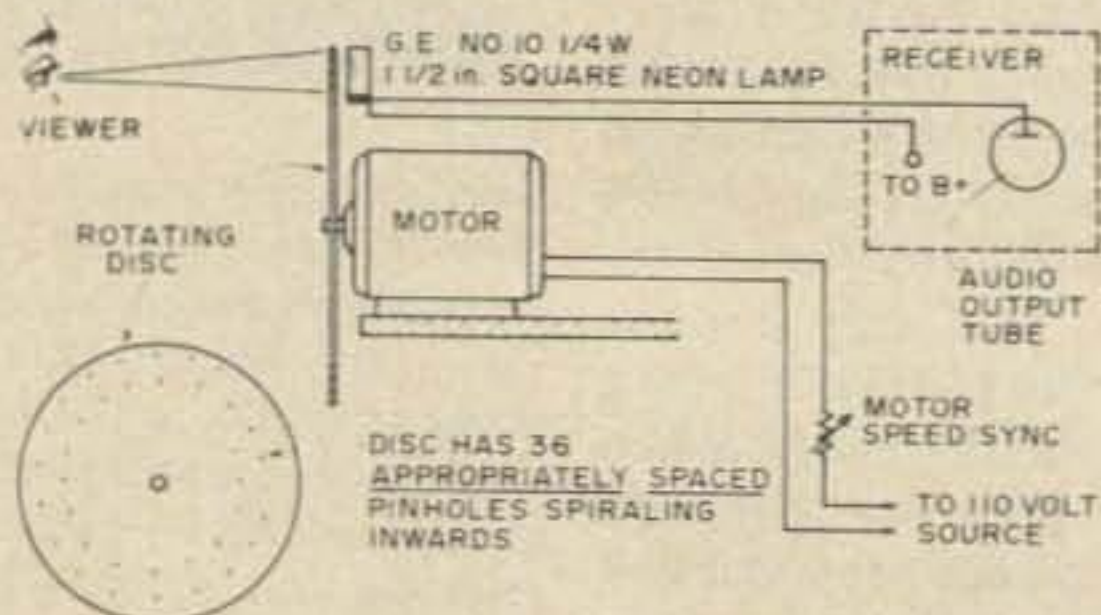 G.E. NO.10 1/4W
1 1/2 in. SQUARE NEON LAMP
RECEIVER
VIEWER
TO B+
MOTOR
ROTATING
DISC
AUDIO
OUTPUT
TUBE
MOTOR
SPEED SYNC
DISC HAS 36
APPROPRIATELY SPACED
PINHOLES SPIRALING
INWARDS
TO 110 VOLT
SOURCE